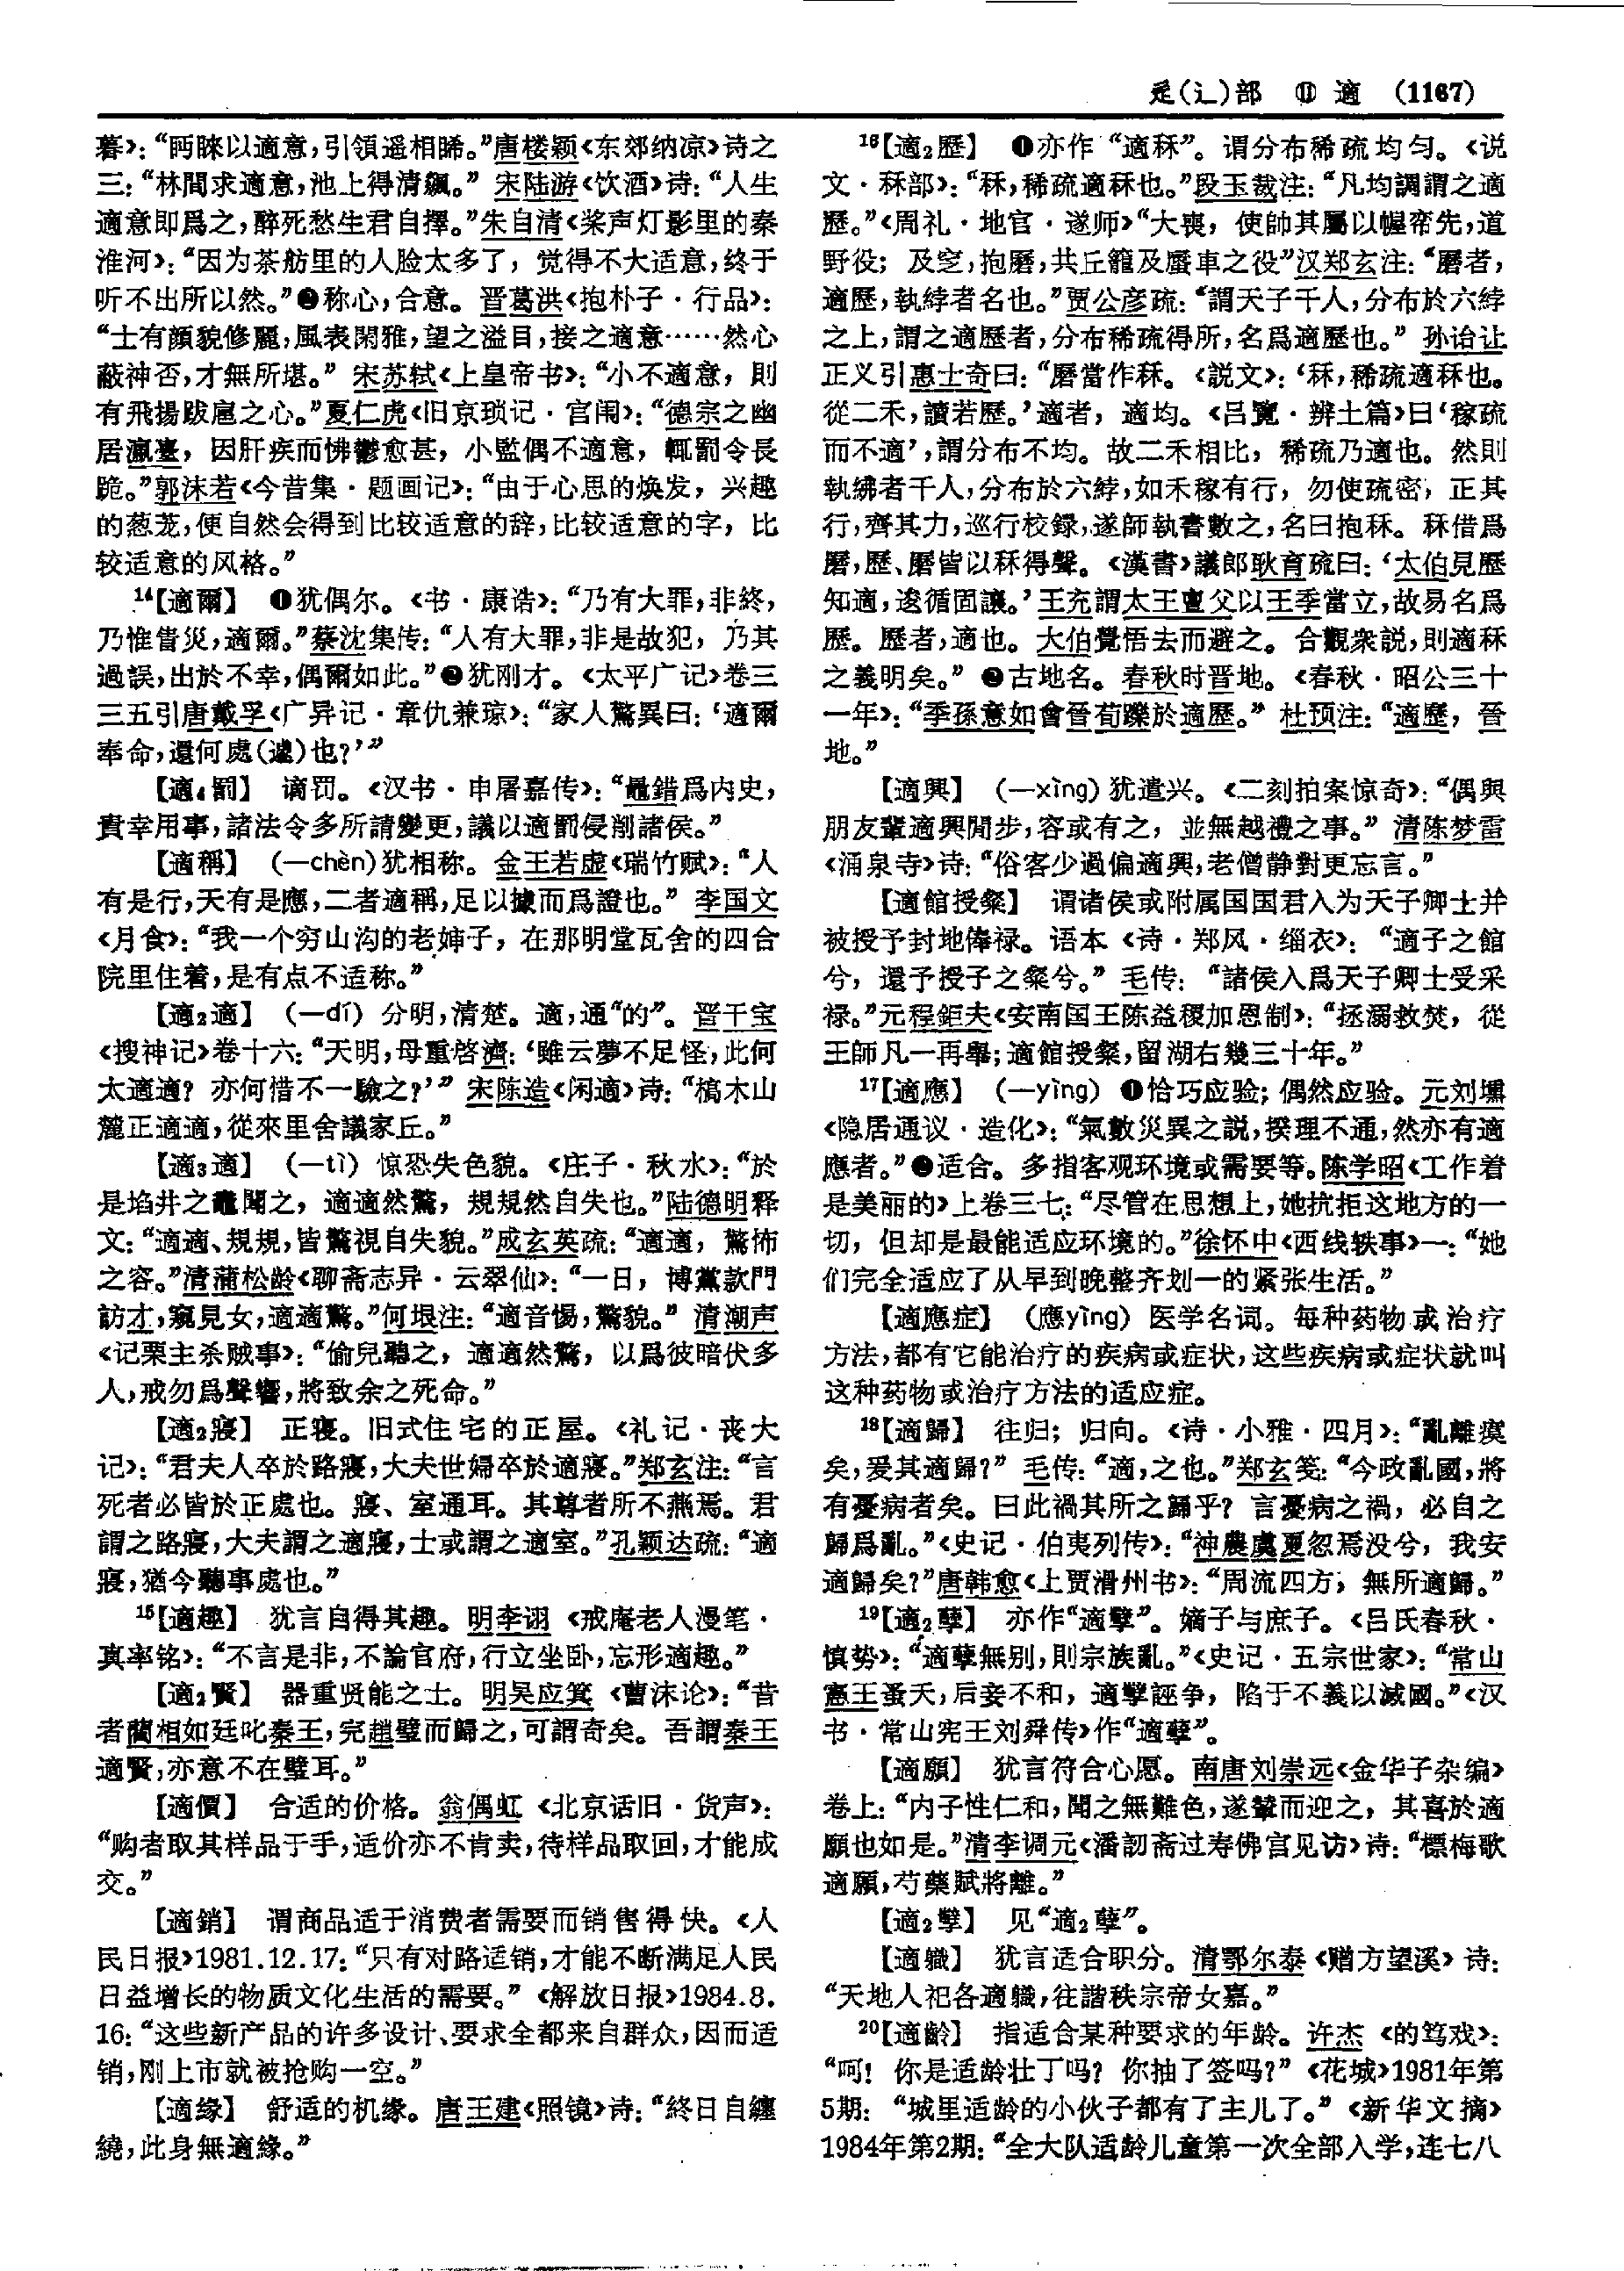 辵(辶)部 ⑪ 適 (1167)
暮》：“眄睞以適意，引領遥相睎。”唐楼颖《东郊纳凉》诗之
三：“林間求適意，池上得清飆。” 宋陆游《饮酒》诗：“人生
適意即爲之，醉死愁生君自擇。”朱自清《桨声灯影里的秦
淮河》：“因为茶舫里的人脸太多了，觉得不大适意，终于
听不出所以然。”❷称心，合意。 晋葛洪《抱朴子·行品》：
“士有顔貌修麗，風表閑雅，望之溢目，接之適意……然心
蔽神否，才無所堪。” 宋苏轼《上皇帝书》：“小不適意，則
有飛揚跋扈之心。”夏仁虎《旧京琐记·宫闱》：“德宗之幽
居瀛臺，因肝疾而怫鬱愈甚，小監偶不適意，輒罰令長
跪。”郭沫若《今昔集·题画记》：“由于心思的焕发，兴趣
的葱茏，便自然会得到比较适意的辞，比较适意的字，比
较适意的风格。”
14【適爾】 ❶犹偶尔。《书·康诰》：“乃有大罪，非終，
乃惟眚災，適爾。”蔡沈集传：“人有大罪，非是故犯，乃其
過誤，出於不幸，偶爾如此。”❷犹刚才。《太平广记》卷三
三五引唐戴孚《广异记·章仇兼琼》：“家人驚異曰：‘適爾
奉命，還何處(遽)也？’”
【適4罰】 谪罚。《汉书·申屠嘉传》：“鼂錯爲内史，
貴幸用事，諸法令多所請變更，議以適罰侵削諸侯。”
【適稱】 (—chèn)犹相称。 金王若虚《瑞竹赋》：“人
有是行，天有是應，二者適稱，足以據而爲證也。” 李国文
《月食》：“我一个穷山沟的老婶子，在那明堂瓦舍的四合
院里住着，是有点不适称。”
【適2適】 (—dí) 分明，清楚。適，通“的”。 晋干宝
《搜神记》卷十六：“天明，母重啓濟：‘雖云夢不足怪，此何
太適適？亦何惜不一驗之？’” 宋陈造《闲適》诗：“槁木山
麓正適適，從來里舍議家丘。”
【適3適】 (—tì) 惊恐失色貌。《庄子·秋水》：“於
是埳井之鼃聞之，適適然驚，規規然自失也。”陆德明释
文：“適適、規規，皆驚視自失貌。”成玄英疏：“適適，驚怖
之容。”清蒲松龄《聊斋志异·云翠仙》：“一日，博黨款門
訪才，窺見女，適適驚。”何垠注：“適音惕，驚貌。” 清潮声
《记栗主杀贼事》：“偷兒聽之，適適然驚，以爲彼暗伏多
人，戒勿爲聲響，將致余之死命。”
【適2寢】 正寝。旧式住宅的正屋。《礼记·丧大
记》：“君夫人卒於路寢，大夫世婦卒於適寢。”郑玄注：“言
死者必皆於正處也。寢、室通耳。其尊者所不燕焉。君
謂之路寢，大夫謂之適寢，士或謂之適室。”孔颖达疏：“適
寢，猶今聽事處也。”
15【適趣】 犹言自得其趣。 明李诩《戒庵老人漫笔·
真率铭》：“不言是非，不論官府，行立坐卧，忘形適趣。”
【適2賢】 器重贤能之士。 明吴应箕《曹沫论》：“昔
者藺相如廷叱秦王，完趙璧而歸之，可謂奇矣。吾謂秦王
適賢，亦意不在璧耳。”
【適價】 合适的价格。 翁偶虹《北京话旧·货声》：
“购者取其样品于手，适价亦不肯卖，待样品取回，才能成
交。”
【適銷】 谓商品适于消费者需要而销售得快。《人
民日报》1981.12.17：“只有对路适销，才能不断满足人民
日益增长的物质文化生活的需要。”《解放日报》1984.8.
16：“这些新产品的许多设计、要求全都来自群众，因而适
销，刚上市就被抢购一空。”
【適緣】 舒适的机缘。 唐王建《照镜》诗：“終日自纏
繞，此身無適緣。”
16【適2歷】 ❶亦作“適秝”。谓分布稀疏均匀。《说
文·秝部》：“秝，稀疏適秝也。”段玉裁注：“凡均調謂之適
歷。”《周礼·地官·遂师》“大喪，使帥其屬以幄帟先，道
野役；及窆，抱磨，共丘籠及蜃車之役”汉郑玄注：“磨者，
適歷，執綍者名也。”贾公彦疏：“謂天子千人，分布於六綍
之上，謂之適歷者，分布稀疏得所，名爲適歷也。” 孙诒让
正义引惠士奇曰：“磨當作秝。《説文》：‘秝，稀疏適秝也。
從二禾，讀若歷。’適者，適均。《吕覽·辨土篇》曰‘稼疏
而不適’，謂分布不均。故二禾相比，稀疏乃適也。然則
執紼者千人，分布於六綍，如禾稼有行，勿使疏密，正其
行，齊其力，巡行校録，遂師執書數之，名曰抱秝。秝借爲
磨，歷、磨皆以秝得聲。《漢書》議郎耿育疏曰：‘太伯見歷
知適，逡循固讓。’王充謂太王亶父以王季當立，故易名爲
歷。歷者，適也。大伯覺悟去而避之。合觀衆説，則適秝
之義明矣。” ❷古地名。春秋时晋地。《春秋·昭公三十
一年》：“季孫意如會晉荀躒於適歷。” 杜预注：“適歷，晉
地。”
【適興】 (—xìng) 犹遣兴。《二刻拍案惊奇》：“偶與
朋友輩適興閒步，容或有之，並無越禮之事。” 清陈梦雷
《涌泉寺》诗：“俗客少過偏適興，老僧静對更忘言。”
【適館授粲】 谓诸侯或附属国国君入为天子卿士并
被授予封地俸禄。语本《诗·郑风·缁衣》：“適子之館
兮，還予授子之粲兮。” 毛传：“諸侯入爲天子卿士受采
禄。”元程鉅夫《安南国王陈益稷加恩制》：“拯溺救焚，從
王師凡一再舉；適館授粲，留湖右幾三十年。”
17【適應】 (—yìng) ❶恰巧应验；偶然应验。 元刘壎
《隐居通议·造化》：“氣數災異之説，揆理不通，然亦有適
應者。”❷适合。多指客观环境或需要等。陈学昭《工作着
是美丽的》上卷三七：“尽管在思想上，她抗拒这地方的一
切，但却是最能适应环境的。”徐怀中《西线轶事》一：“她
们完全适应了从早到晚整齐划一的紧张生活。”
【適應症】 (應yìng) 医学名词。每种药物或治疗
方法，都有它能治疗的疾病或症状，这些疾病或症状就叫
这种药物或治疗方法的适应症。
18【適歸】 往归；归向。《诗·小雅·四月》：“亂離瘼
矣，爰其適歸？” 毛传：“適，之也。”郑玄笺：“今政亂國，將
有憂病者矣。曰此禍其所之歸乎？言憂病之禍，必自之
歸爲亂。”《史记·伯夷列传》：“神農虞夏忽焉没兮，我安
適歸矣？”唐韩愈《上贾滑州书》：“周流四方，無所適歸。”
19【適2孽】 亦作“適孼”。嫡子与庶子。《吕氏春秋·
慎势》：“適孽無别，則宗族亂。”《史记·五宗世家》：“常山
憲王蚤夭，后妾不和，適孼誣争，陷于不義以滅國。”《汉
书·常山宪王刘舜传》作“適孽”。
【適願】 犹言符合心愿。 南唐刘崇远《金华子杂编》
卷上：“内子性仁和，聞之無難色，遂輦而迎之，其喜於適
願也如是。”清李调元《潘訒斋过寿佛宫见访》诗：“標梅歌
適願，芍藥賦將離。”
【適2孼】 见“適2孽”。
【適職】 犹言适合职分。 清鄂尔泰《赠方望溪》诗：
“天地人祀各適職，往諧秩宗帝女嘉。”
20【適齡】 指适合某种要求的年龄。 许杰《的笃戏》：
“呵！你是适龄壮丁吗？你抽了签吗？”《花城》1981年第
5期：“城里适龄的小伙子都有了主儿了。”《新华文摘》
1984年第2期：“全大队适龄儿童第一次全部入学，连七八